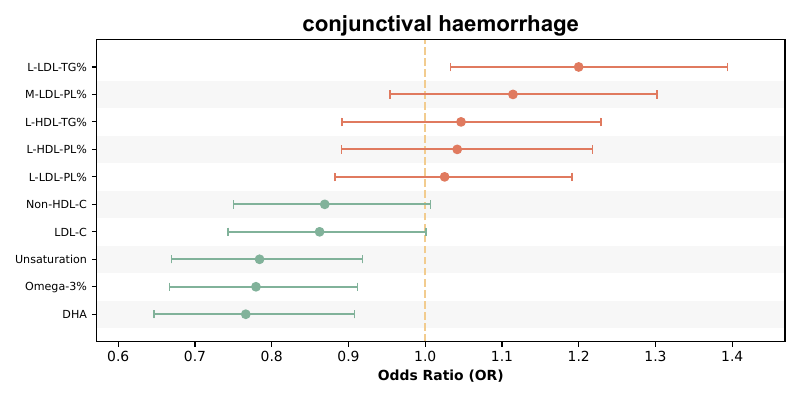 conjunctival haemorrhage
L-LDL-TG%
M-LDL-PL%
L-HDL-TG%
L-HDL-PL%
L-LDL-PL%
Non-HDL-C
LDL-C
Unsaturation
Omega-3%
DHA
0.6 0.7 0.8 0.9 1.0 1.1 1.2 1.3 1.4
Odds Ratio (OR)